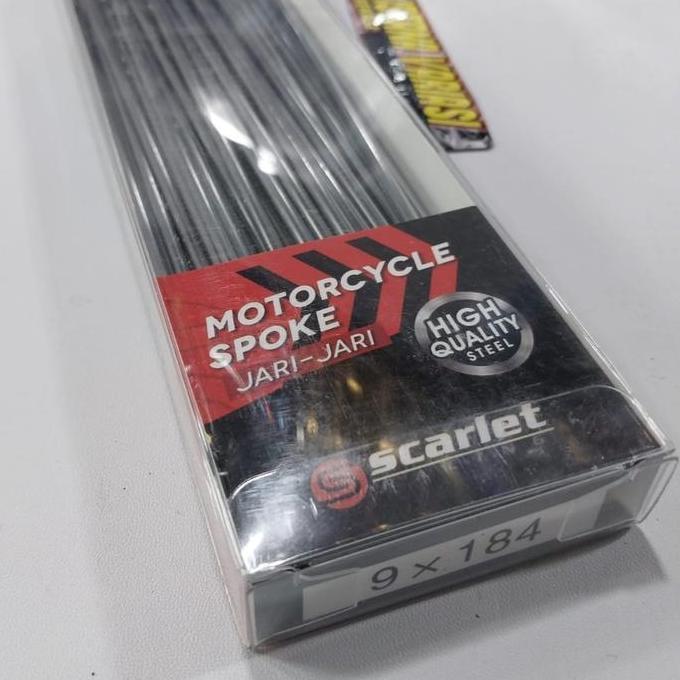 MOTORCYCLE
SPOKE
JARI-JARI
HIGH
QUALITY
STEEL
scarlet
9 x 184